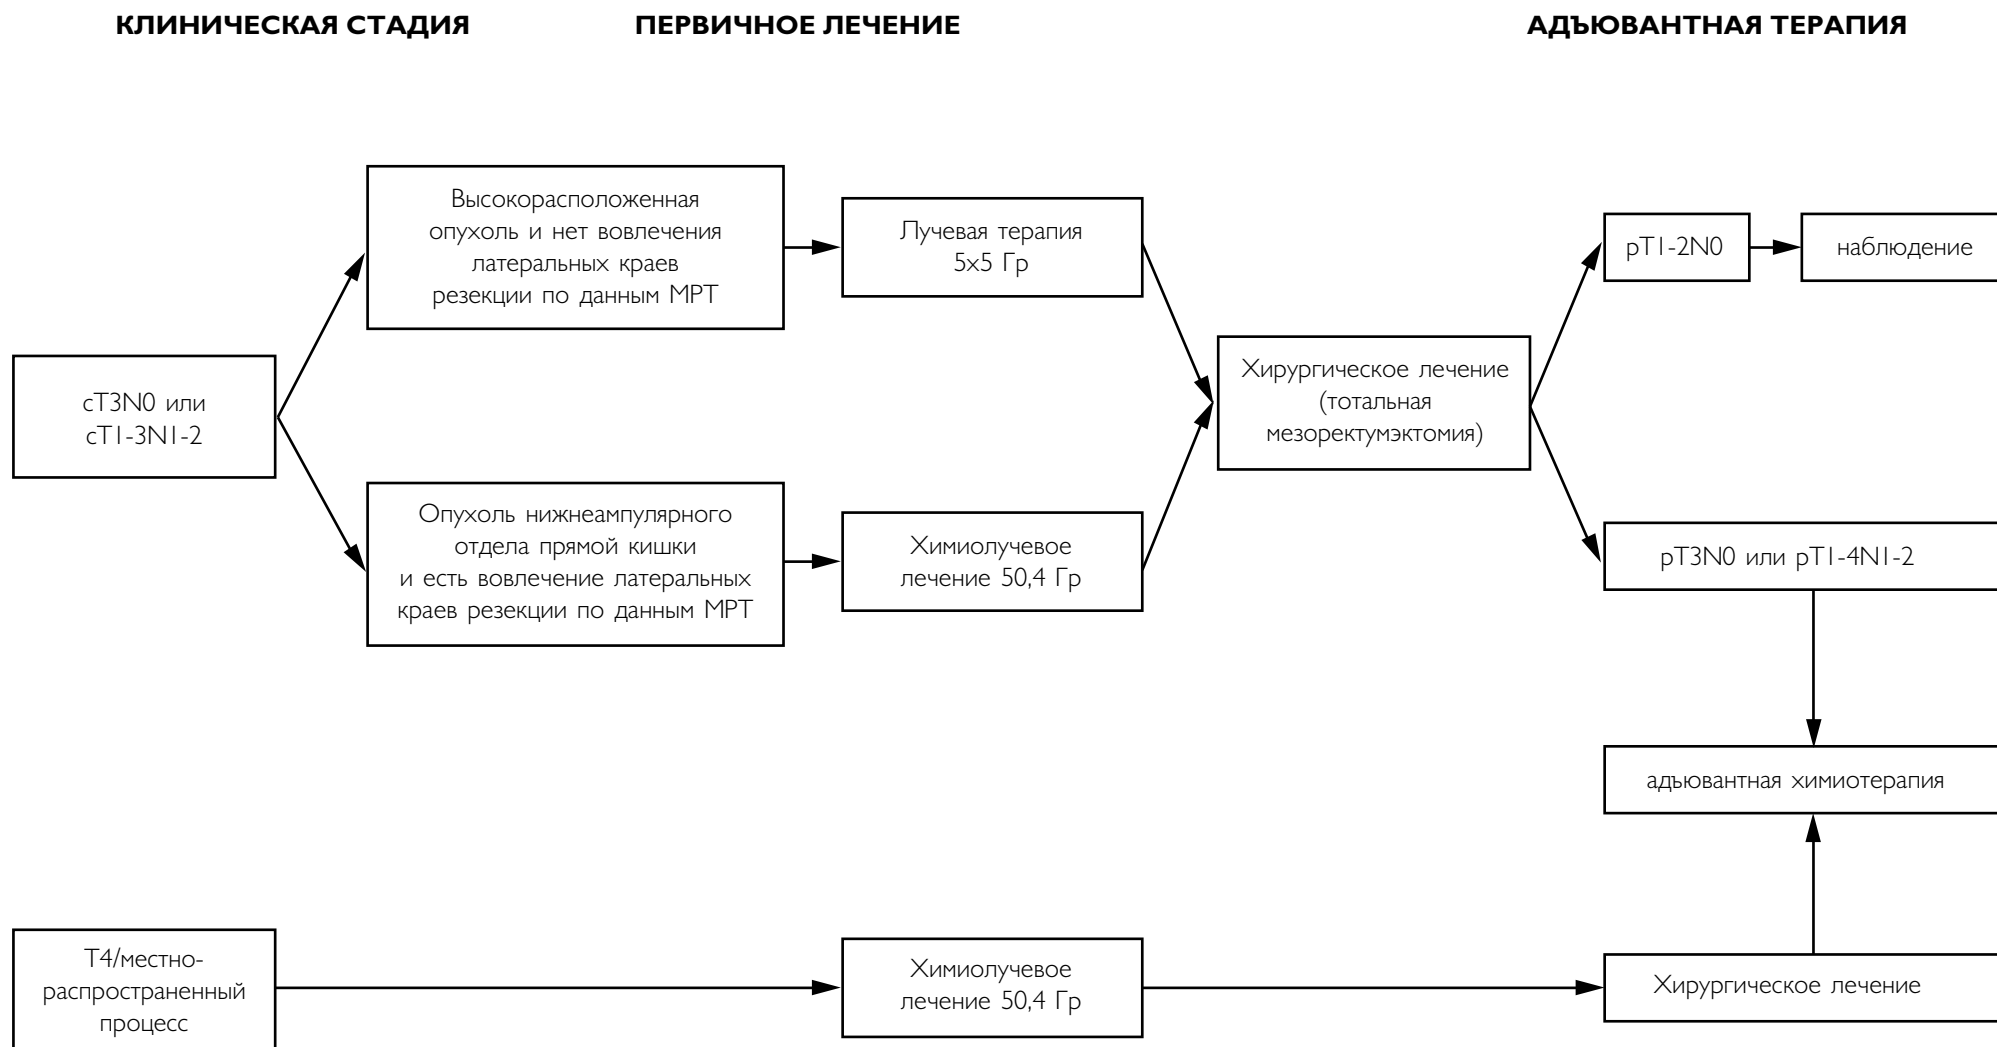 КЛИНИЧЕСКАЯ СТАДИЯ
ПЕРВИЧНОЕ ЛЕЧЕНИЕ
АДЪЮВАНТНАЯ ТЕРАПИЯ
Высокорасположенная
опухоль и нет вовлечения
латеральных краев
резекции по данным МРТ
Лучевая терапия
5x5 Гр
pT1-2N0
наблюдение
сT3N0 или
сT1-3N1-2
Хирургическое лечение
(тотальная
мезоректумэктомия)
Опухоль нижнеампулярного
отдела прямой кишки
и есть вовлечение латеральных
краев резекции по данным МРТ
Химиолучевое
лечение 50,4 Гр
pT3N0 или pT1-4N1-2
адъювантная химиотерапия
T4/местно-
распространенный
процесс
Химиолучевое
лечение 50,4 Гр
Хирургическое лечение